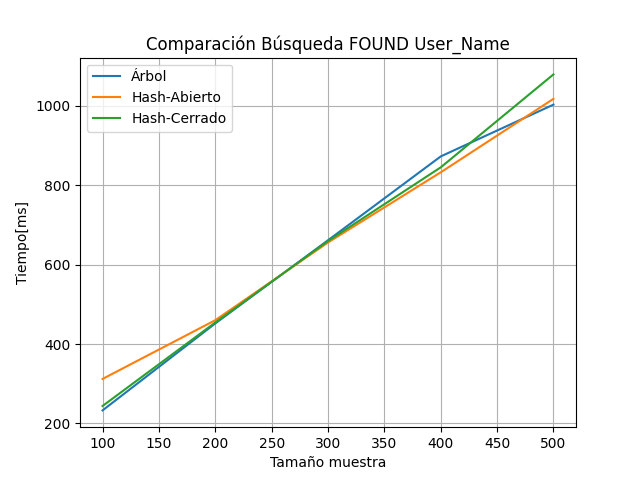 Comparación Búsqueda FOUND User_Name
Árbol
Hash-Abierto
Hash-Cerrado
Tiempo[ms]
1000
800
600
400
200
100 150 200 250 300 350 400 450 500
Tamaño muestra